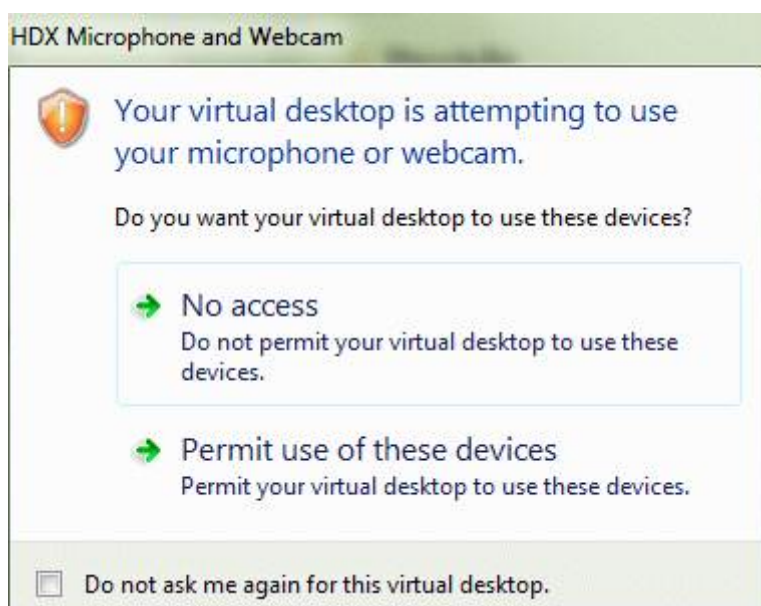 HDX Microphone and Webcam
Your virtual desktop is attempting to use
your microphone or webcam.
Do you want your virtual desktop to use these devices?
No access
Do not permit your virtual desktop to use these
devices.
Permit use of these devices
Permit your virtual desktop to use these devices.
Do not ask me again for this virtual desktop.